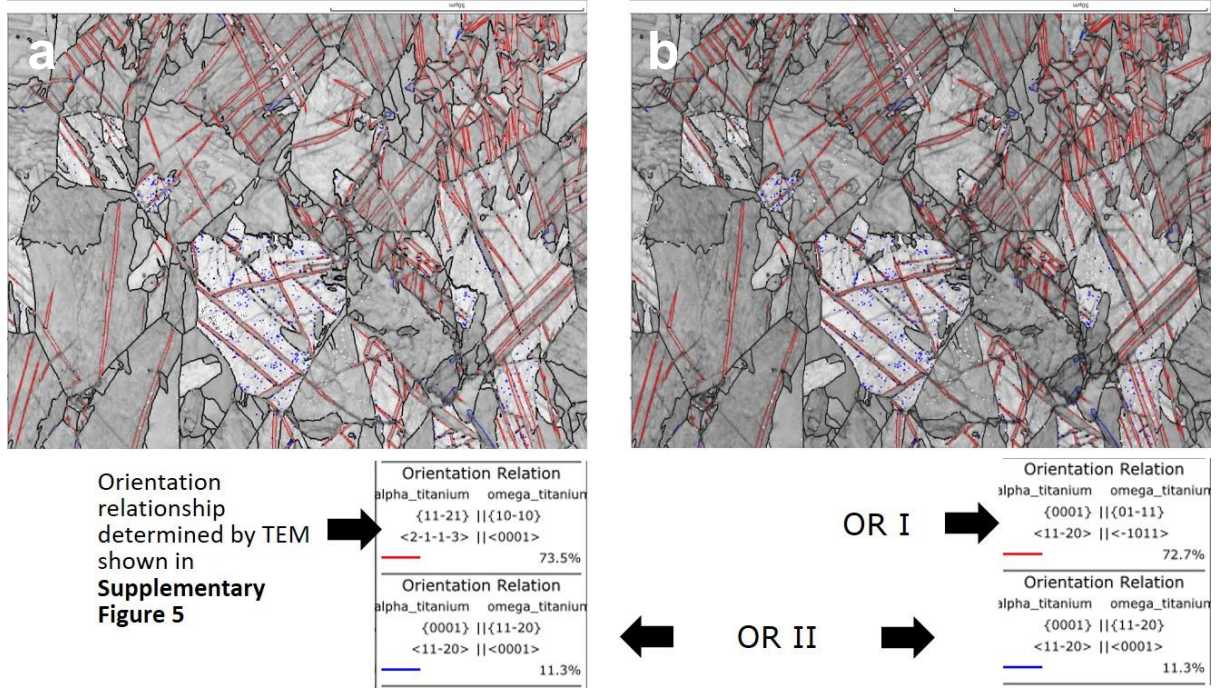 50µm
50µm
a
b
Orientation
relationship
determined by TEM
shown in
Supplementary
Figure 5
Orientation Relation
alpha_titanium omega_titanium
{11-21} ||{10-10}
<2-1-1-3> ||<0001>
73.5%
Orientation Relation
alpha_titanium omega_titanium
{0001} ||{11-20}
<11-20> ||<0001>
11.3%
OR I
OR II
Orientation Relation
alpha_titanium omega_titanium
{0001} ||{01-11}
<11-20> ||<-1011>
72.7%
Orientation Relation
alpha_titanium omega_titanium
{0001} ||{11-20}
<11-20> ||<0001>
11.3%